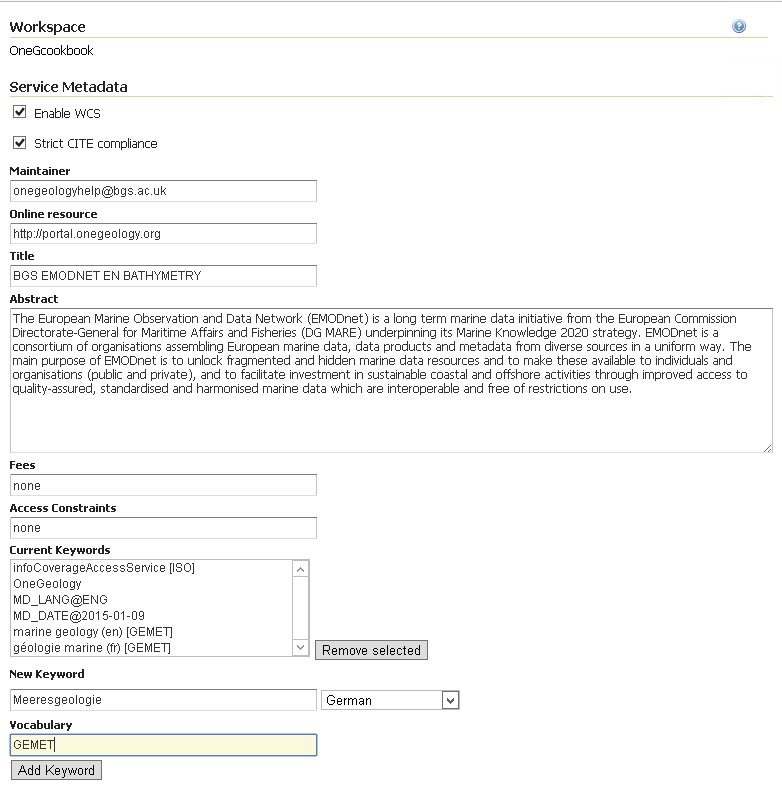 Workspace
OneGcookbook
Service Metadata
Enable WCS
Strict CITE compliance
Maintainer
onegeologyhelp@bgs.ac.uk
Online resource
http://portal.onegeology.org
Title
BGS EMODNET EN BATHYMETRY
Abstract
The European Marine Observation and Data Network (EMODnet) is a long term marine data initiative from the European Commission
Directorate-General for Maritime Affairs and Fisheries (DG MARE) underpinning its Marine Knowledge 2020 strategy. EMODnet is a
consortium of organisations assembling European marine data, data products and metadata from diverse sources in a uniform way. The
main purpose of EMODnet is to unlock fragmented and hidden marine data resources and to make these available to individuals and
organisations (public and private), and to facilitate investment in sustainable coastal and offshore activities through improved access to
quality-assured, standardised and harmonised marine data which are interoperable and free of restrictions on use.
Fees
none
Access Constraints
none
Current Keywords
infoCoverageAccessService [ISO]
OneGeology
MD_LANG@ENG
MD_DATE@2015-01-09
marine geology (en) [GEMET]
géologie marine (fr) [GEMET]
Remove selected
New Keyword
Meeresgeologie
German
Vocabulary
GEMET
Add Keyword